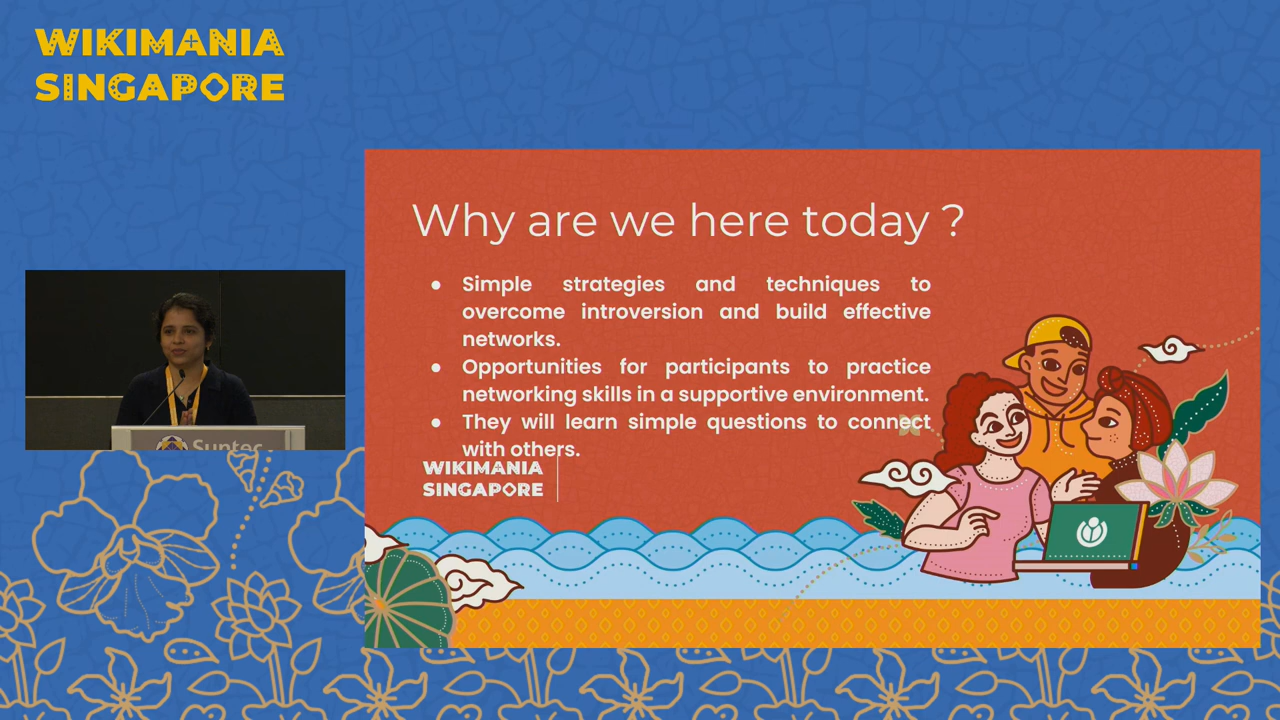 WIKIMANIA
SINGAPORE
Why are we here today ?
● Simple strategies and techniques to
overcome introversion and build effective
networks.
● Opportunities for participants to practice
networking skills in a supportive environment.
● They will learn simple questions to connect
with others.
WIKIMANIA
SINGAPORE
Suntec